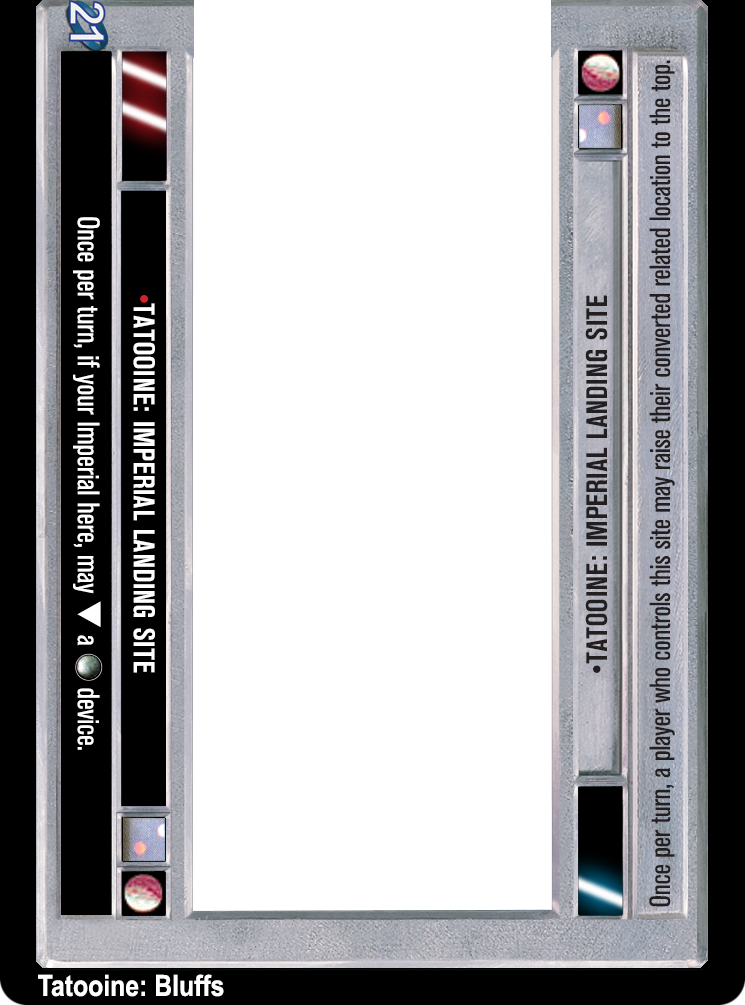 21
Once per turn, if your Imperial here, may ▼ a device.
•TATOOINE: IMPERIAL LANDING SITE
•TATOOINE: IMPERIAL LANDING SITE
Once per turn, a player who controls this site may raise their converted related location to the top.
Tatooine: Bluffs